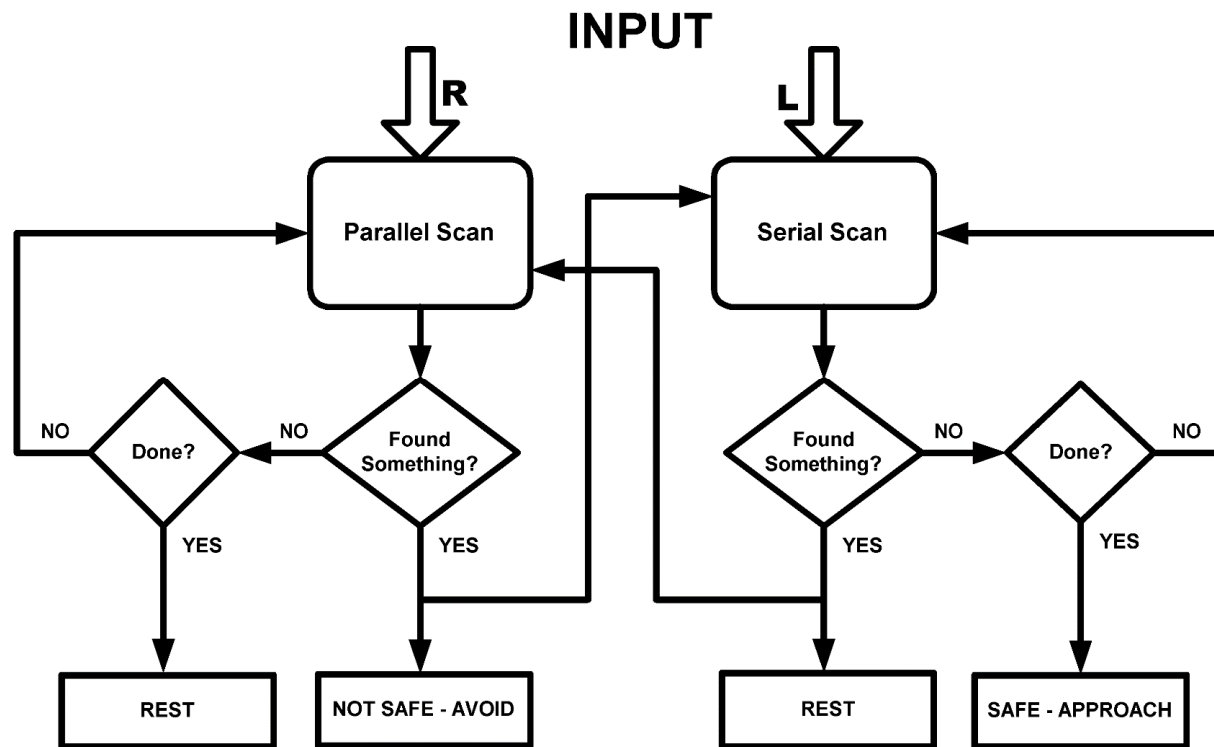 INPUT
R
L
Parallel Scan
Serial Scan
NO
Done?
NO
Found
Something?
Found
Something?
NO
Done?
NO
YES
YES
YES
YES
REST
NOT SAFE - AVOID
REST
SAFE - APPROACH